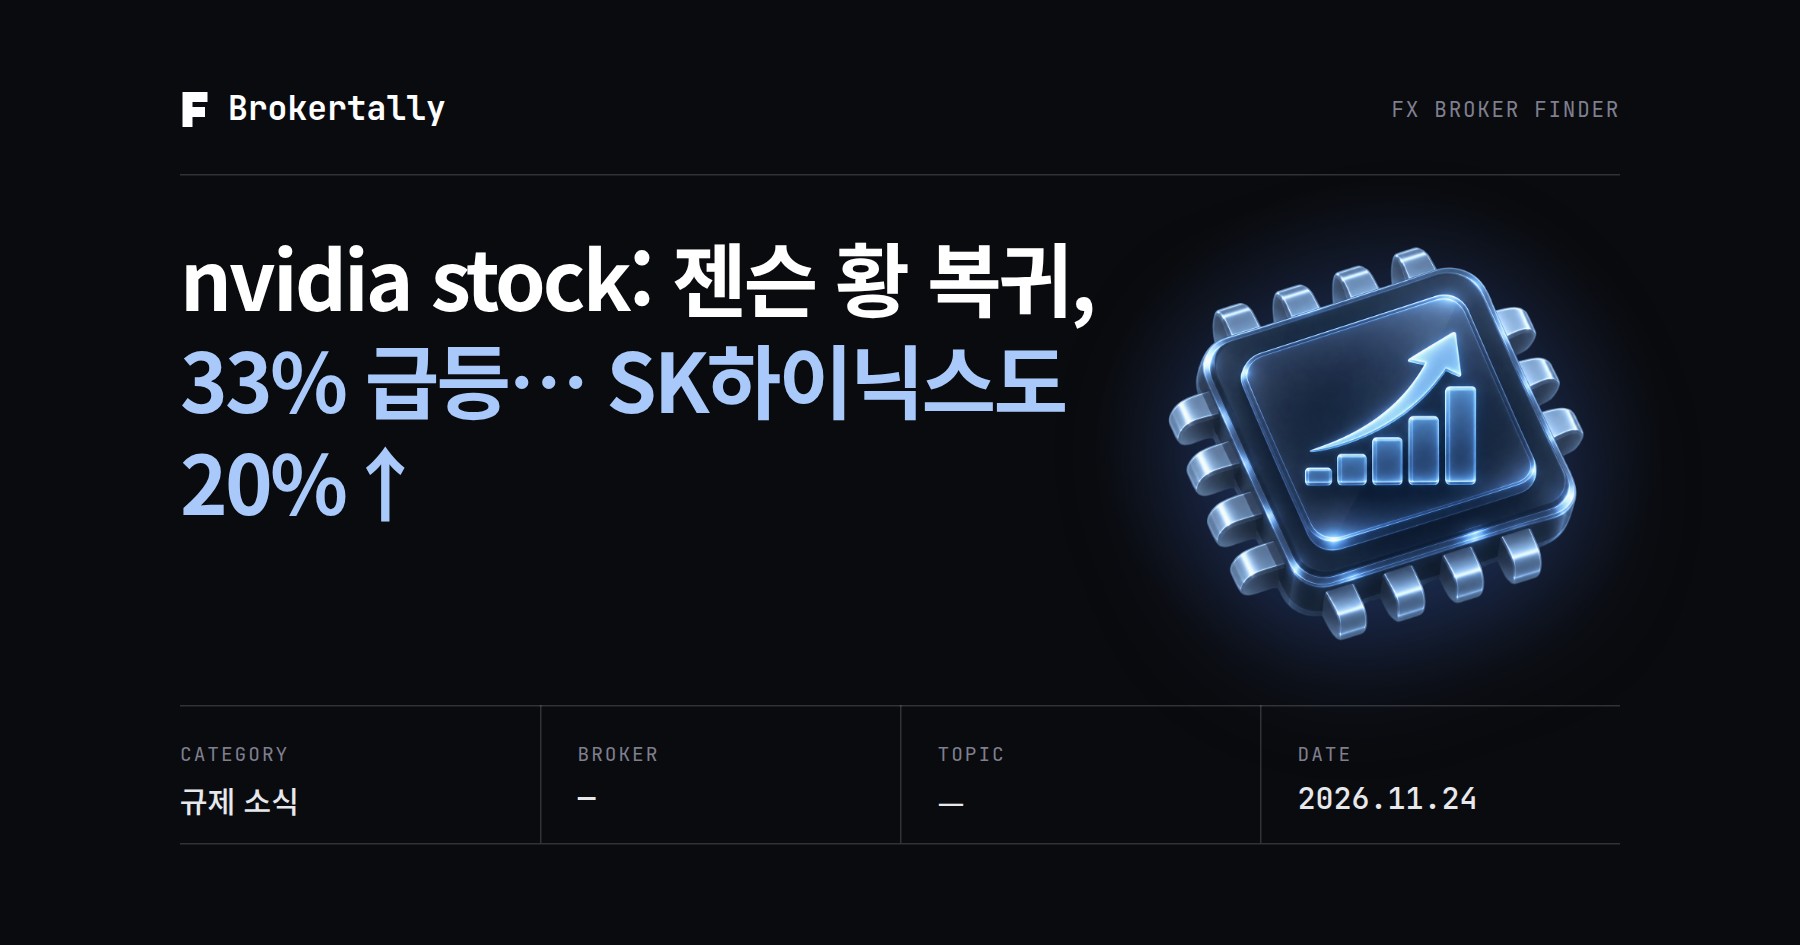 Brokertally
FX BROKER FINDER
nvidia stock: 젠슨 황 복귀,
33% 급등··· SK하이닉스도
20%↑
CATEGORY
규제 소식
BROKER
—
TOPIC
—
DATE
2026.11.24